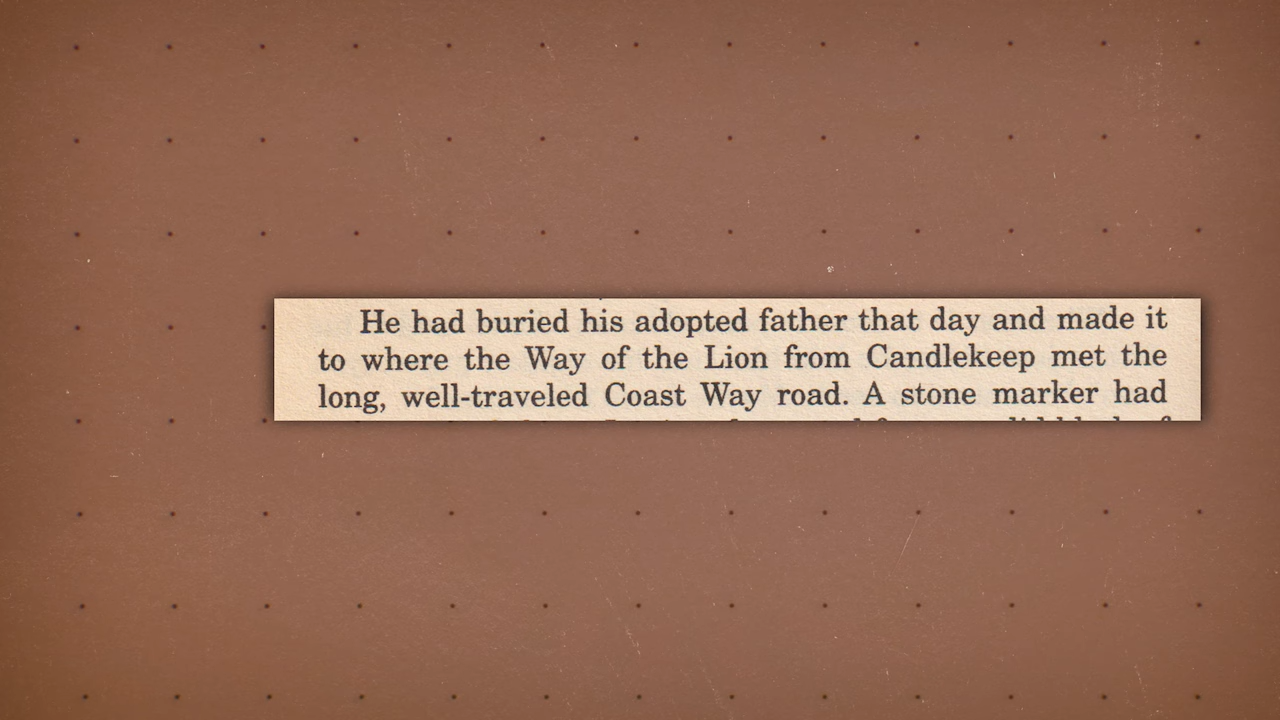 He had buried his adopted father that day and made it
to where the Way of the Lion from Candlekeep met the
long, well-traveled Coast Way road. A stone marker had